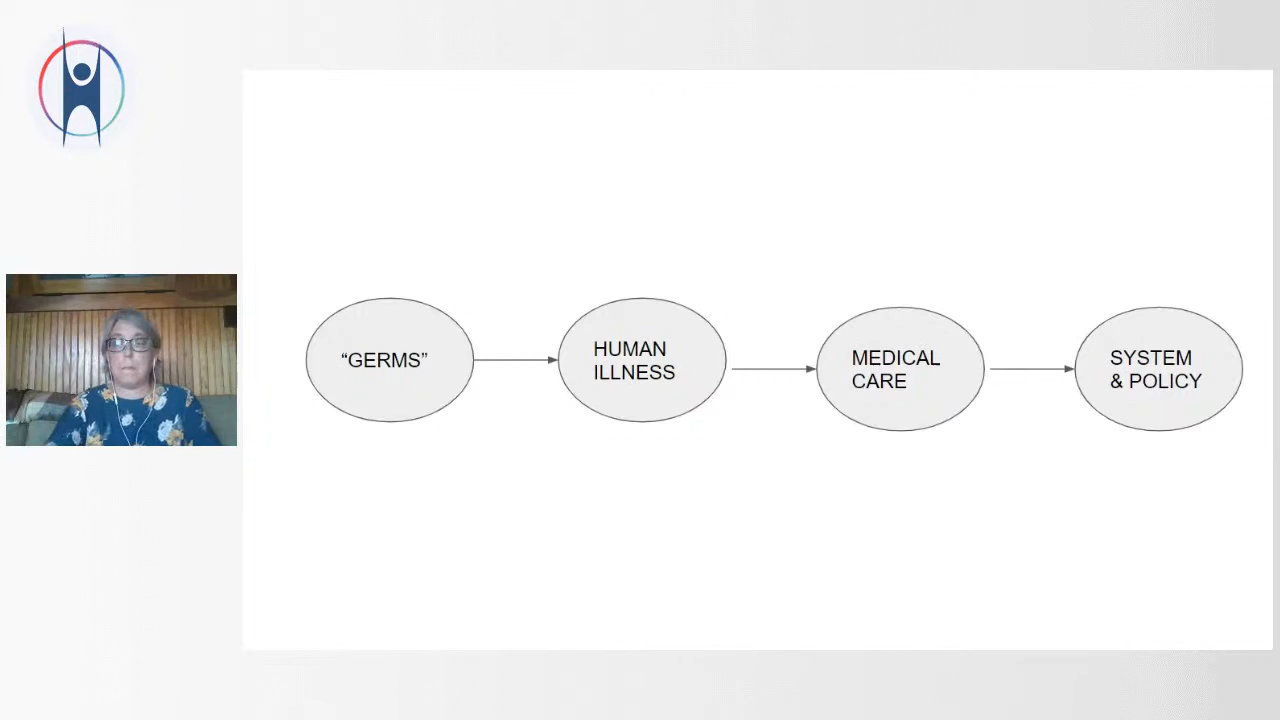 “GERMS”
HUMAN
ILLNESS
MEDICAL
CARE
SYSTEM
& POLICY